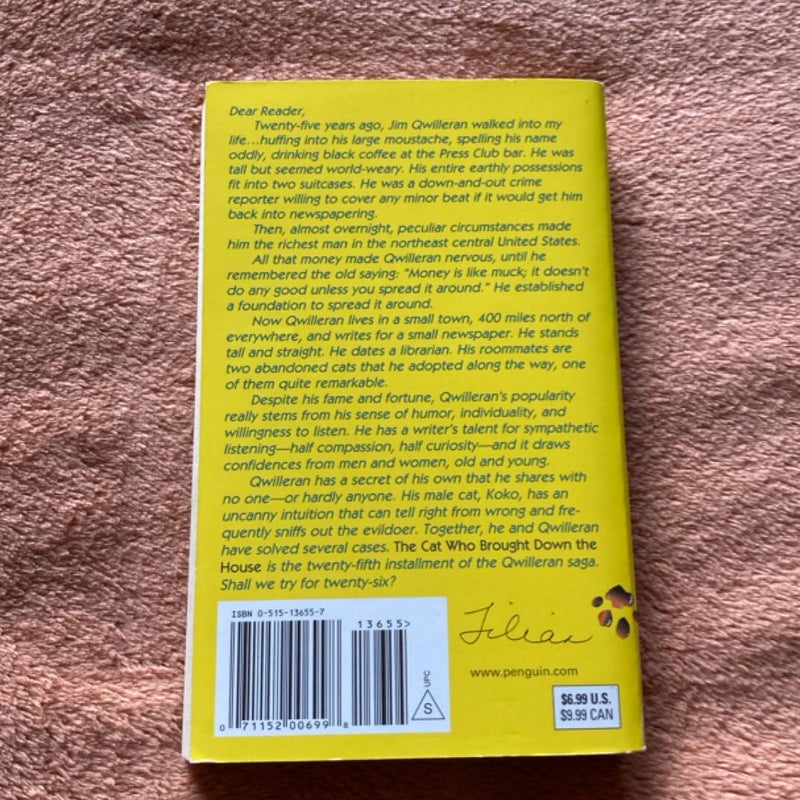 Dear Reader,
Twenty-five years ago, Jim Qwilleran walked into my
life...huffing into his large moustache, spelling his name
oddly, drinking black coffee at the Press Club bar. He was
tall but seemed world-weary. His entire earthly possessions
fit into two suitcases. He was a down-and-out crime
reporter willing to cover any minor beat if it would get him
back into newspapering.
Then, almost overnight, peculiar circumstances made
him the richest man in the northeast central United States.
All that money made Qwilleran nervous, until he
remembered the old saying: "Money is like muck; it doesn't
do any good unless you spread it around." He established
a foundation to spread it around.
Now Qwilleran lives in a small town, 400 miles north of
everywhere, and writes for a small newspaper. He stands
tall and straight. He dates a librarian. His roommates are
two abandoned cats that he adopted along the way, one
of them quite remarkable.
Despite his fame and fortune, Qwilleran's popularity
really stems from his sense of humor, individuality, and
willingness to listen. He has a writer's talent for sympathetic
listening—half compassion, half curiosity—and it draws
confidences from men and women, old and young.
Qwilleran has a secret of his own that he shares with
no one—or hardly anyone. His male cat, Koko, has an
uncanny intuition that can tell right from wrong and fre-
quently sniffs out the evildoer. Together, he and Qwilleran
have solved several cases. The Cat Who Brought Down the
House is the twenty-fifth installment of the Qwilleran saga.
Shall we try for twenty-six?
Lilian
www.penguin.com
ISBN 0-515-13655-7
13655>
0 71152 00699 8
UPC
S
$6.99 U.S.
$9.99 CAN